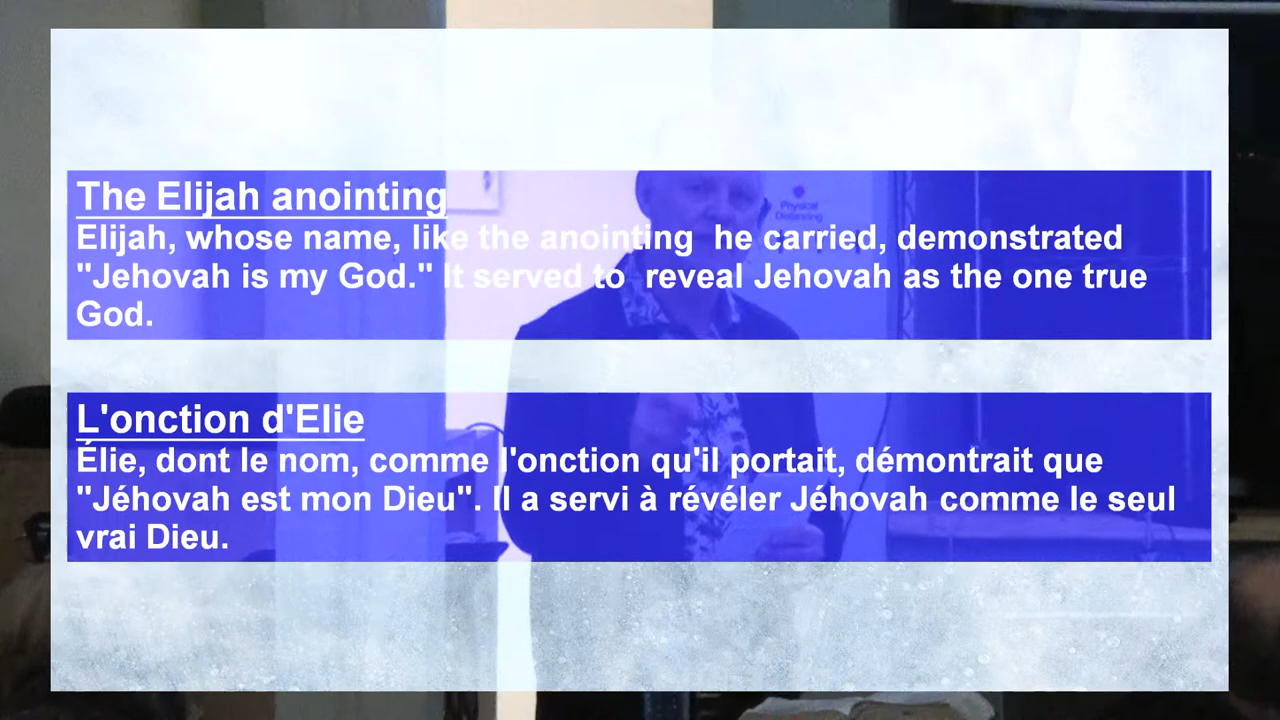 The Elijah anointing
Elijah, whose name, like the anointing  he carried, demonstrated
"Jehovah is my God." It served to  reveal Jehovah as the one true
God.
Physical
Distancing
L'onction d'Elie
Élie, dont le nom, comme l'onction qu'il portait, démontrait que
"Jéhovah est mon Dieu". Il a servi à révéler Jéhovah comme le seul
vrai Dieu.